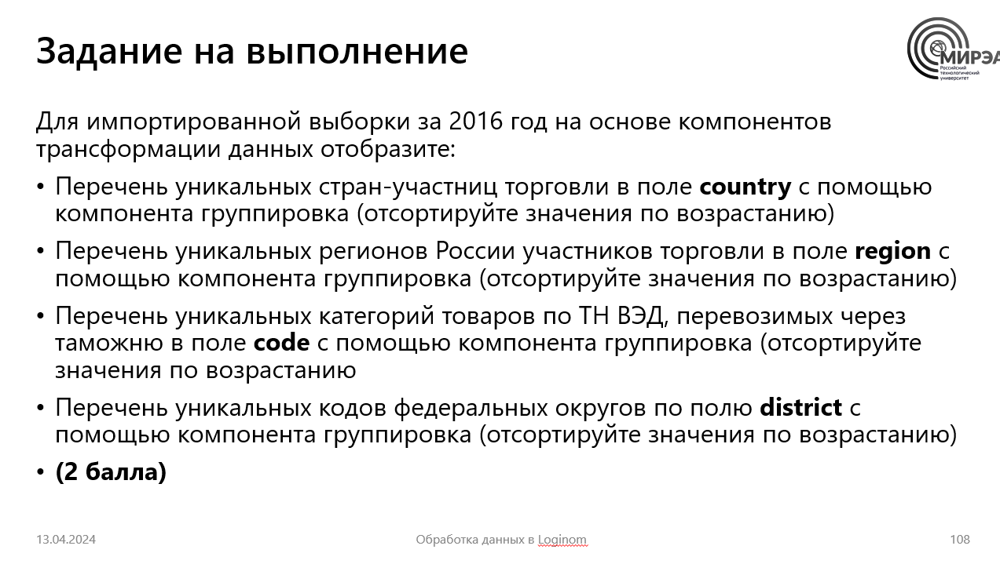 Задание на выполнение
МИРЭА
Российский
технологический
университет
Для импортированной выборки за 2016 год на основе компонентов
трансформации данных отобразите:
• Перечень уникальных стран-участниц торговли в поле country с помощью
компонента группировка (отсортируйте значения по возрастанию)
• Перечень уникальных регионов России участников торговли в поле region с
помощью компонента группировка (отсортируйте значения по возрастанию)
• Перечень уникальных категорий товаров по ТН ВЭД, перевозимых через
таможню в поле code с помощью компонента группировка (отсортируйте
значения по возрастанию
• Перечень уникальных кодов федеральных округов по полю district с
помощью компонента группировка (отсортируйте значения по возрастанию)
• (2 балла)
13.04.2024
Обработка данных в Loginom
108